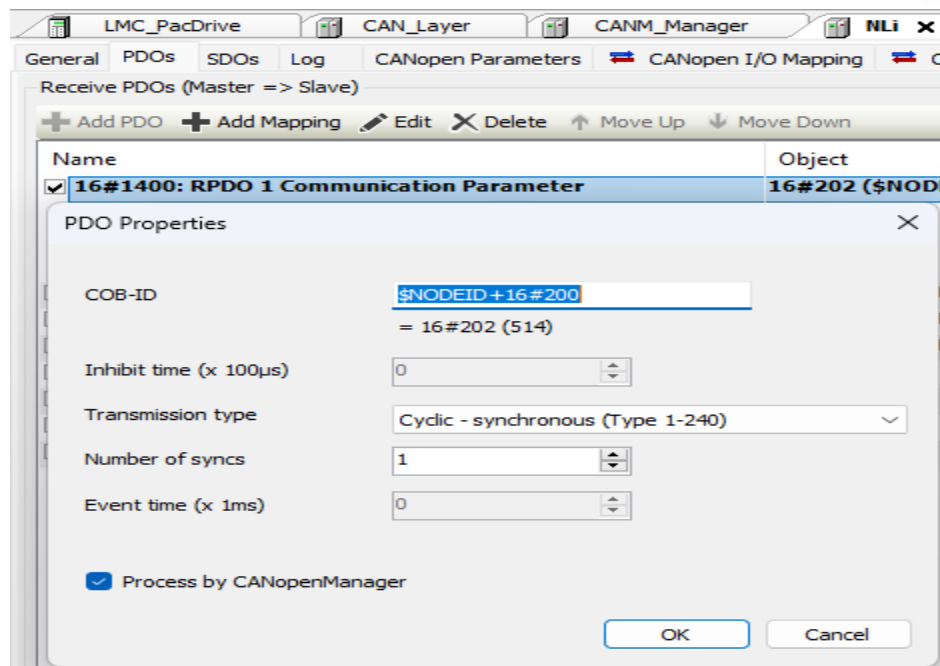 LMC_PacDrive CAN_Layer CANM_Manager NLi
General PDOs SDOs Log CANopen Parameters CANopen I/O Mapping
Receive PDOs (Master => Slave)
Add PDO Add Mapping Edit Delete Move Up Move Down
Name Object
16#1400: RPDO 1 Communication Parameter 16#202 ($NOD
PDO Properties
COB-ID $NODEID+16#200
= 16#202 (514)
Inhibit time (x 100µs) 0
Transmission type Cyclic - synchronous (Type 1-240)
Number of syncs 1
Event time (x 1ms) 0
Process by CANopenManager
OK Cancel